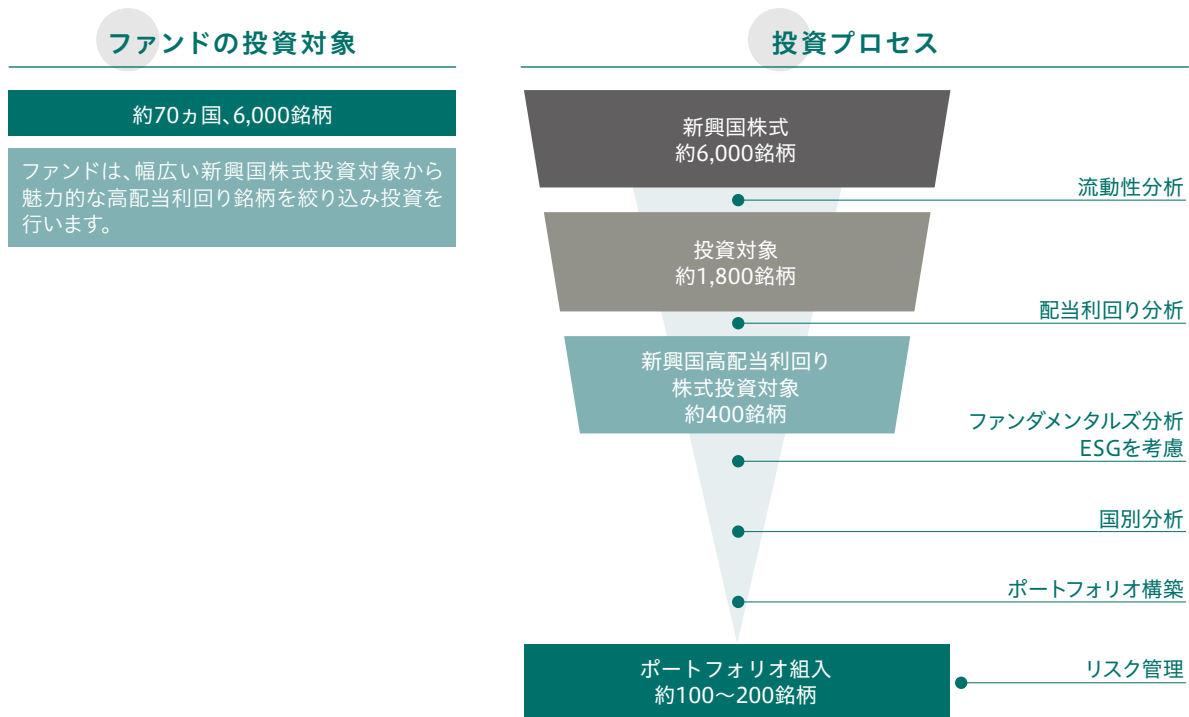 ファンドの投資対象
約70ヵ国、6,000銘柄
ファンドは、幅広い新興国株式投資対象から
魅力的な高配当利回り銘柄を絞り込み投資を
行います。
投資プロセス
新興国株式
約6,000銘柄
流動性分析
投資対象
約1,800銘柄
配当利回り分析
新興国高配当利回り
株式投資対象
約400銘柄
ファンダメンタルズ分析
ESGを考慮
国別分析
ポートフォリオ構築
ポートフォリオ組入
約100～200銘柄
リスク管理